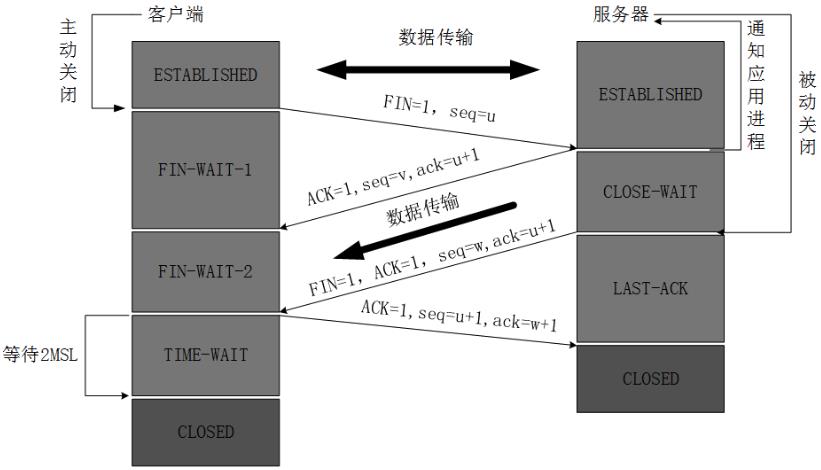 客户端
服务器
主动关闭
数据传输
通知应用进程
被动关闭
ESTABLISHED
ESTABLISHED
FIN=1, seq=u
FIN-WAIT-1
ACK=1,seq=v,ack=u+1
CLOSE-WAIT
数据传输
FIN-WAIT-2
FIN=1, ACK=1, seq=w,ack=u+1
LAST-ACK
ACK=1,seq=u+1,ack=w+1
等待2MSL
TIME-WAIT
CLOSED
CLOSED